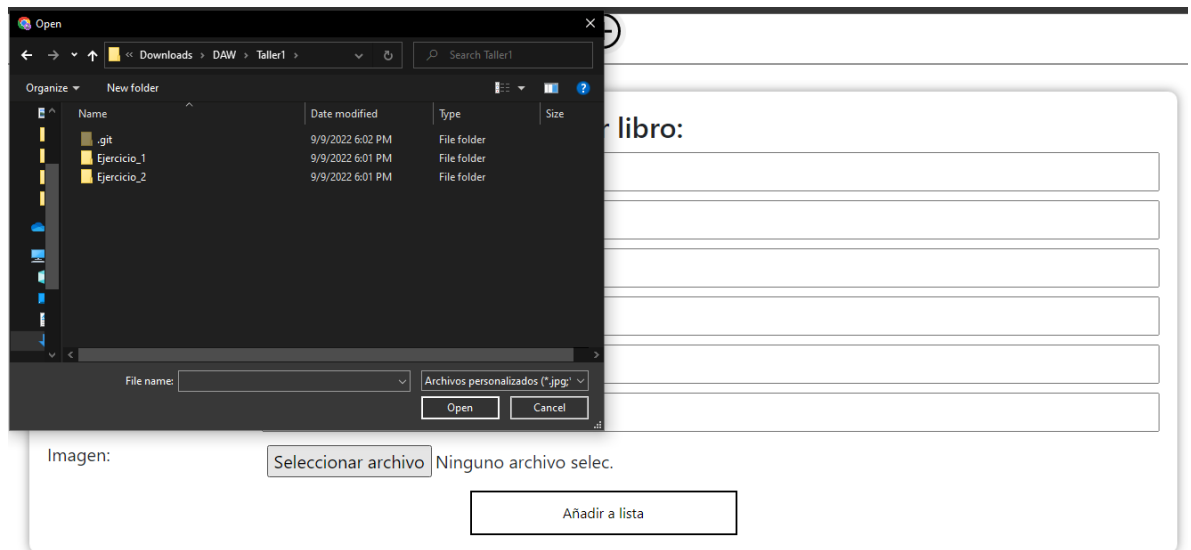 Open
Downloads > DAW > Taller1 >
Search Taller1
Organize
New folder
Name
Date modified
Type
Size
.git
9/9/2022 6:02 PM
File folder
Ejercicio_1
9/9/2022 6:01 PM
File folder
Ejercicio_2
9/9/2022 6:01 PM
File folder
File name:
Archivos personalizados (*.jpg;*
Open
Cancel
libro:
Imagen:
Seleccionar archivo
Ninguno archivo selec.
Añadir a lista